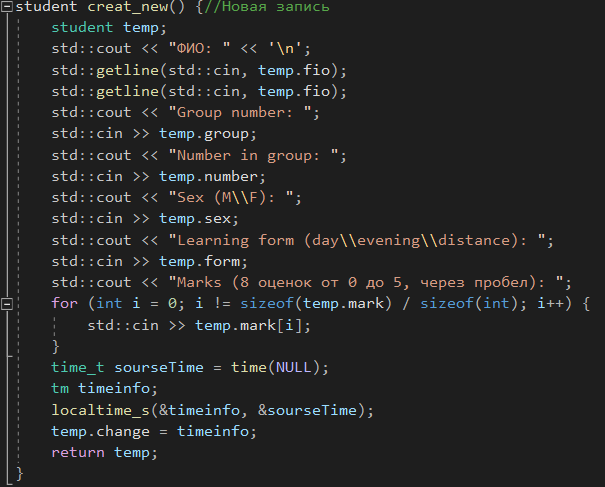 student creat_new() {//Новая запись
student temp;
std::cout << "ФИО: " << '\n';
std::getline(std::cin, temp.fio);
std::getline(std::cin, temp.fio);
std::cout << "Group number: ";
std::cin >> temp.group;
std::cout << "Number in group: ";
std::cin >> temp.number;
std::cout << "Sex (M\\F): ";
std::cin >> temp.sex;
std::cout << "Learning form (day\\evening\\distance): ";
std::cin >> temp.form;
std::cout << "Marks (8 оценок от 0 до 5, через пробел): ";
for (int i = 0; i != sizeof(temp.mark) / sizeof(int); i++) {
std::cin >> temp.mark[i];
}
time_t sourseTime = time(NULL);
tm timeinfo;
localtime_s(&timeinfo, &sourseTime);
temp.change = timeinfo;
return temp;
}